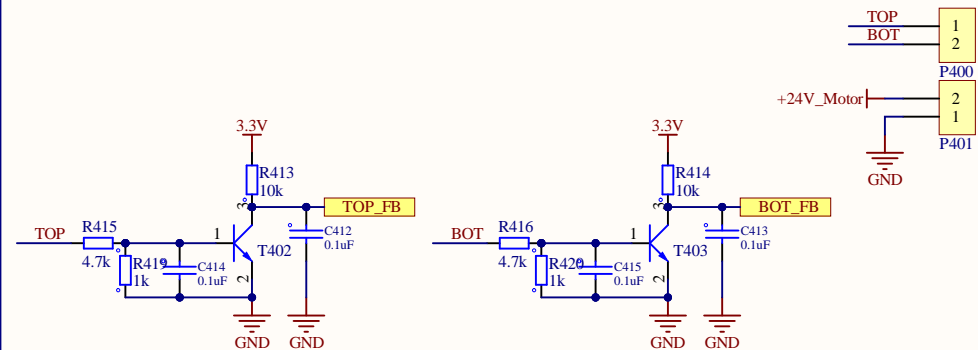 TOP
1
BOT
2
P400
+24V_Motor
2
1
P401
GND
3.3V
R413
10k
3
TOP_FB
TOP
R415
4.7k
R419
1k
C414
0.1uF
1
T402
2
C412
0.1uF
GND
GND
3.3V
R414
10k
3
BOT_FB
BOT
R416
4.7k
R420
1k
C415
0.1uF
1
T403
2
C413
0.1uF
GND
GND